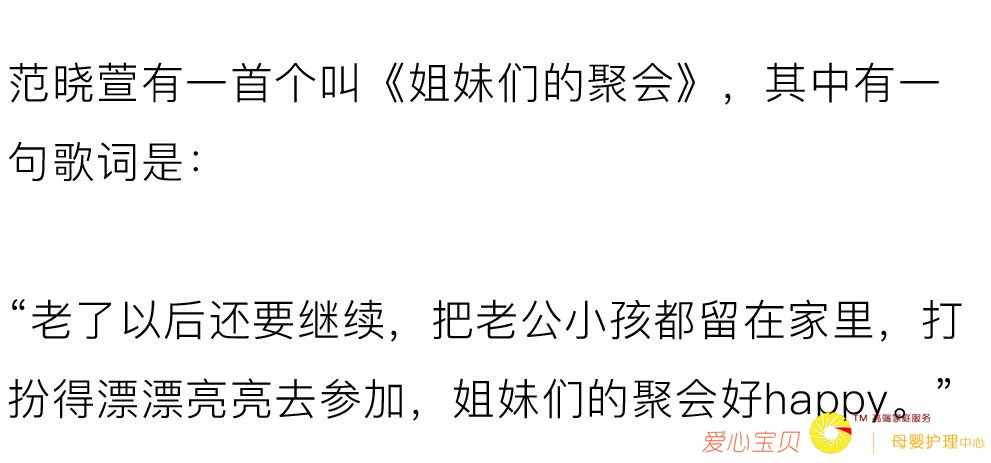 范晓萱有一首个叫《姐妹们的聚会》，其中有一
句歌词是：
“老了以后还要继续，把老公小孩都留在家里，打
扮得漂漂亮亮去参加，姐妹们的聚会好happy。”
爱心宝贝 TM 高端家庭服务 | 母婴护理中心